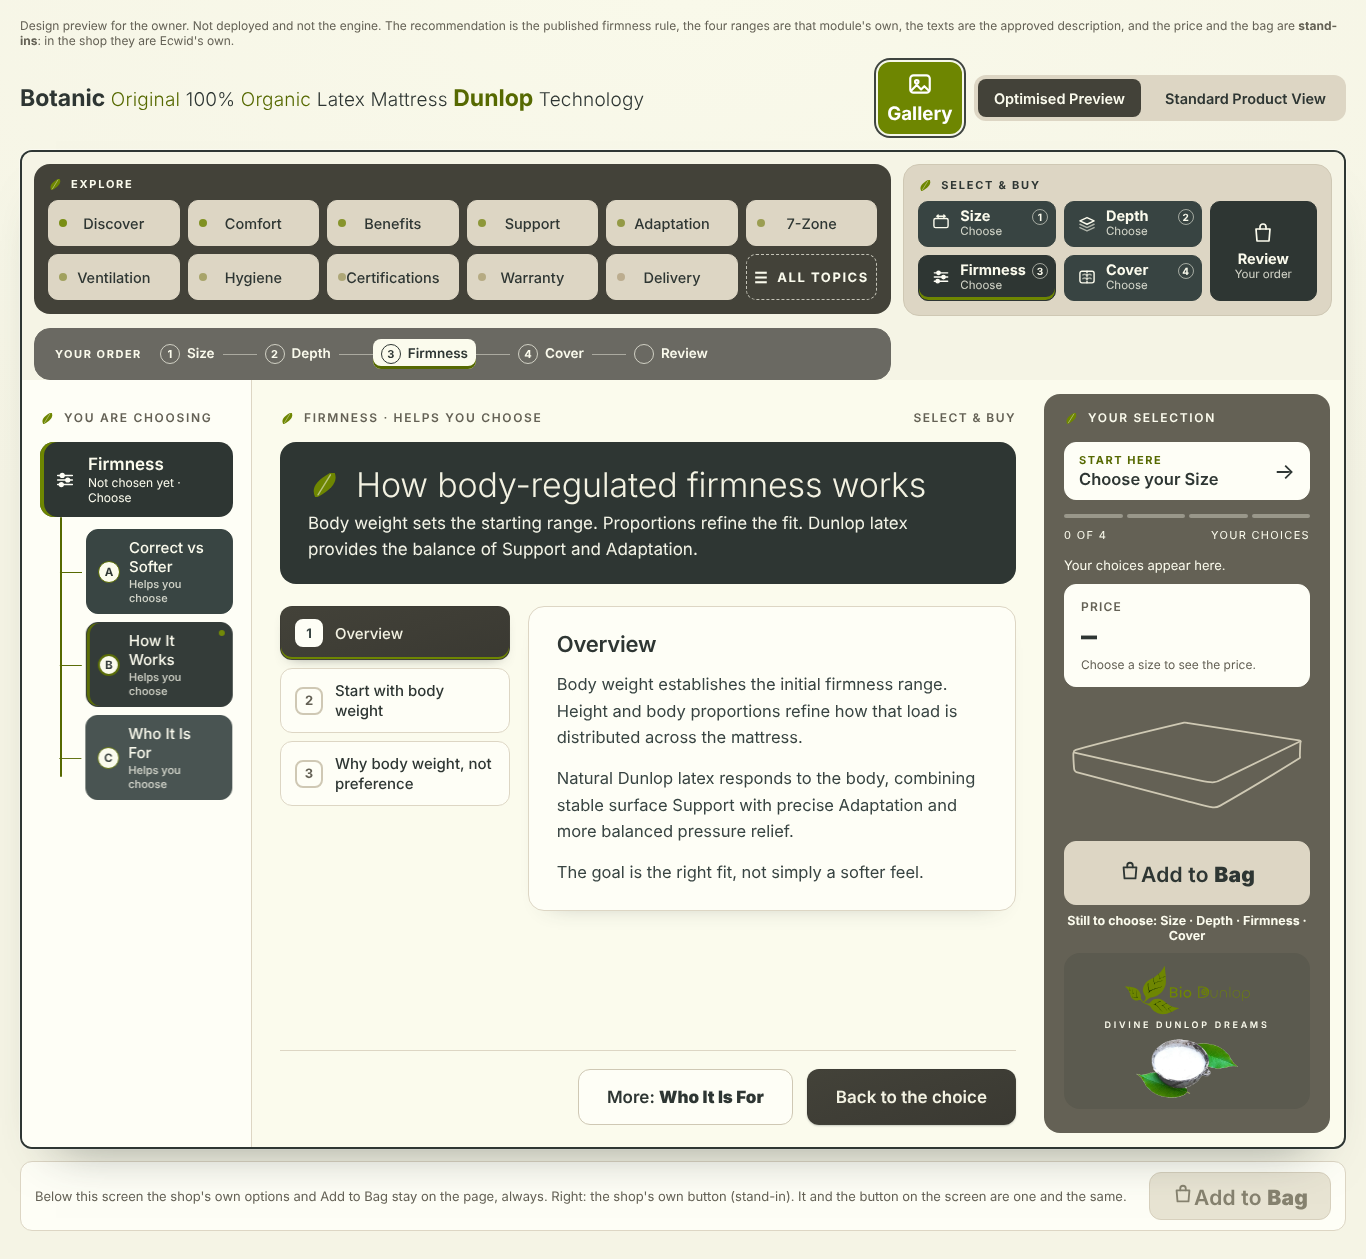 Design preview for the owner. Not deployed and not the engine. The recommendation is the published firmness rule, the four ranges are that module's own, the texts are the approved description, and the price and the bag are stand-
ins: in the shop they are Ecwid's own.
Botanic Original 100% Organic Latex Mattress Dunlop Technology
Gallery
Optimised Preview
Standard Product View
EXPLORE
Discover
Comfort
Benefits
Support
Adaptation
7-Zone
Ventilation
Hygiene
Certifications
Warranty
Delivery
ALL TOPICS
SELECT & BUY
Size
Choose
1
Depth
Choose
2
Firmness
Choose
3
Cover
Choose
4
Review
Your order
YOUR ORDER
1 Size
2 Depth
3 Firmness
4 Cover
Review
YOU ARE CHOOSING
Firmness
Not chosen yet ·
Choose
A
Correct vs
Softer
Helps you
choose
B
How It
Works
Helps you
choose
C
Who It Is
For
Helps you
choose
FIRMNESS · HELPS YOU CHOOSE
SELECT & BUY
How body-regulated firmness works
Body weight sets the starting range. Proportions refine the fit. Dunlop latex
provides the balance of Support and Adaptation.
1 Overview
2 Start with body
weight
3 Why body weight, not
preference
Overview
Body weight establishes the initial firmness range.
Height and body proportions refine how that load is
distributed across the mattress.
Natural Dunlop latex responds to the body, combining
stable surface Support with precise Adaptation and
more balanced pressure relief.
The goal is the right fit, not simply a softer feel.
More: Who It Is For
Back to the choice
YOUR SELECTION
START HERE
Choose your Size
0 OF 4
YOUR CHOICES
Your choices appear here.
PRICE
–
Choose a size to see the price.
Add to Bag
Still to choose: Size · Depth · Firmness ·
Cover
Bio Dunlop
DIVINE DUNLOP DREAMS
Below this screen the shop's own options and Add to Bag stay on the page, always. Right: the shop's own button (stand-in). It and the button on the screen are one and the same.
Add to Bag